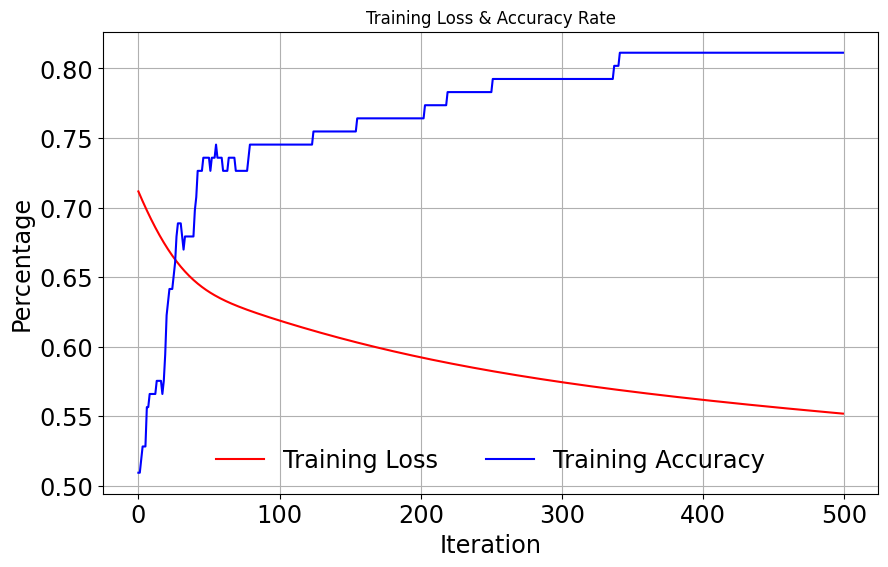 Training Loss & Accuracy Rate
Percentage
0.80
0.75
0.70
0.65
0.60
0.55
0.50
Training Loss
Training Accuracy
0
100
200
300
400
500
Iteration